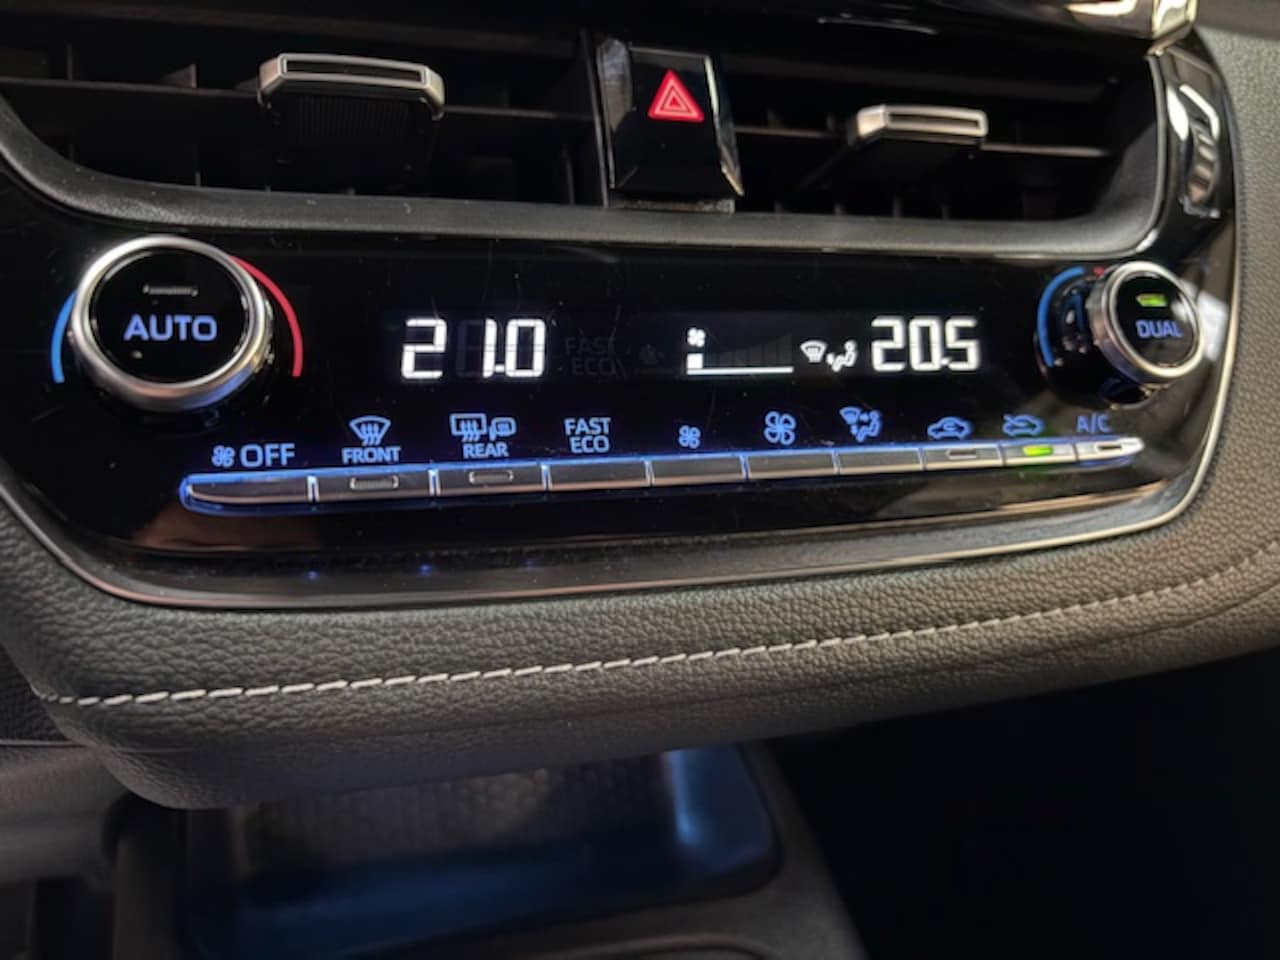 AUTO
21.0
FAST
ECO
20.5
DUAL
OFF
FRONT
REAR
FAST
ECO
A/C